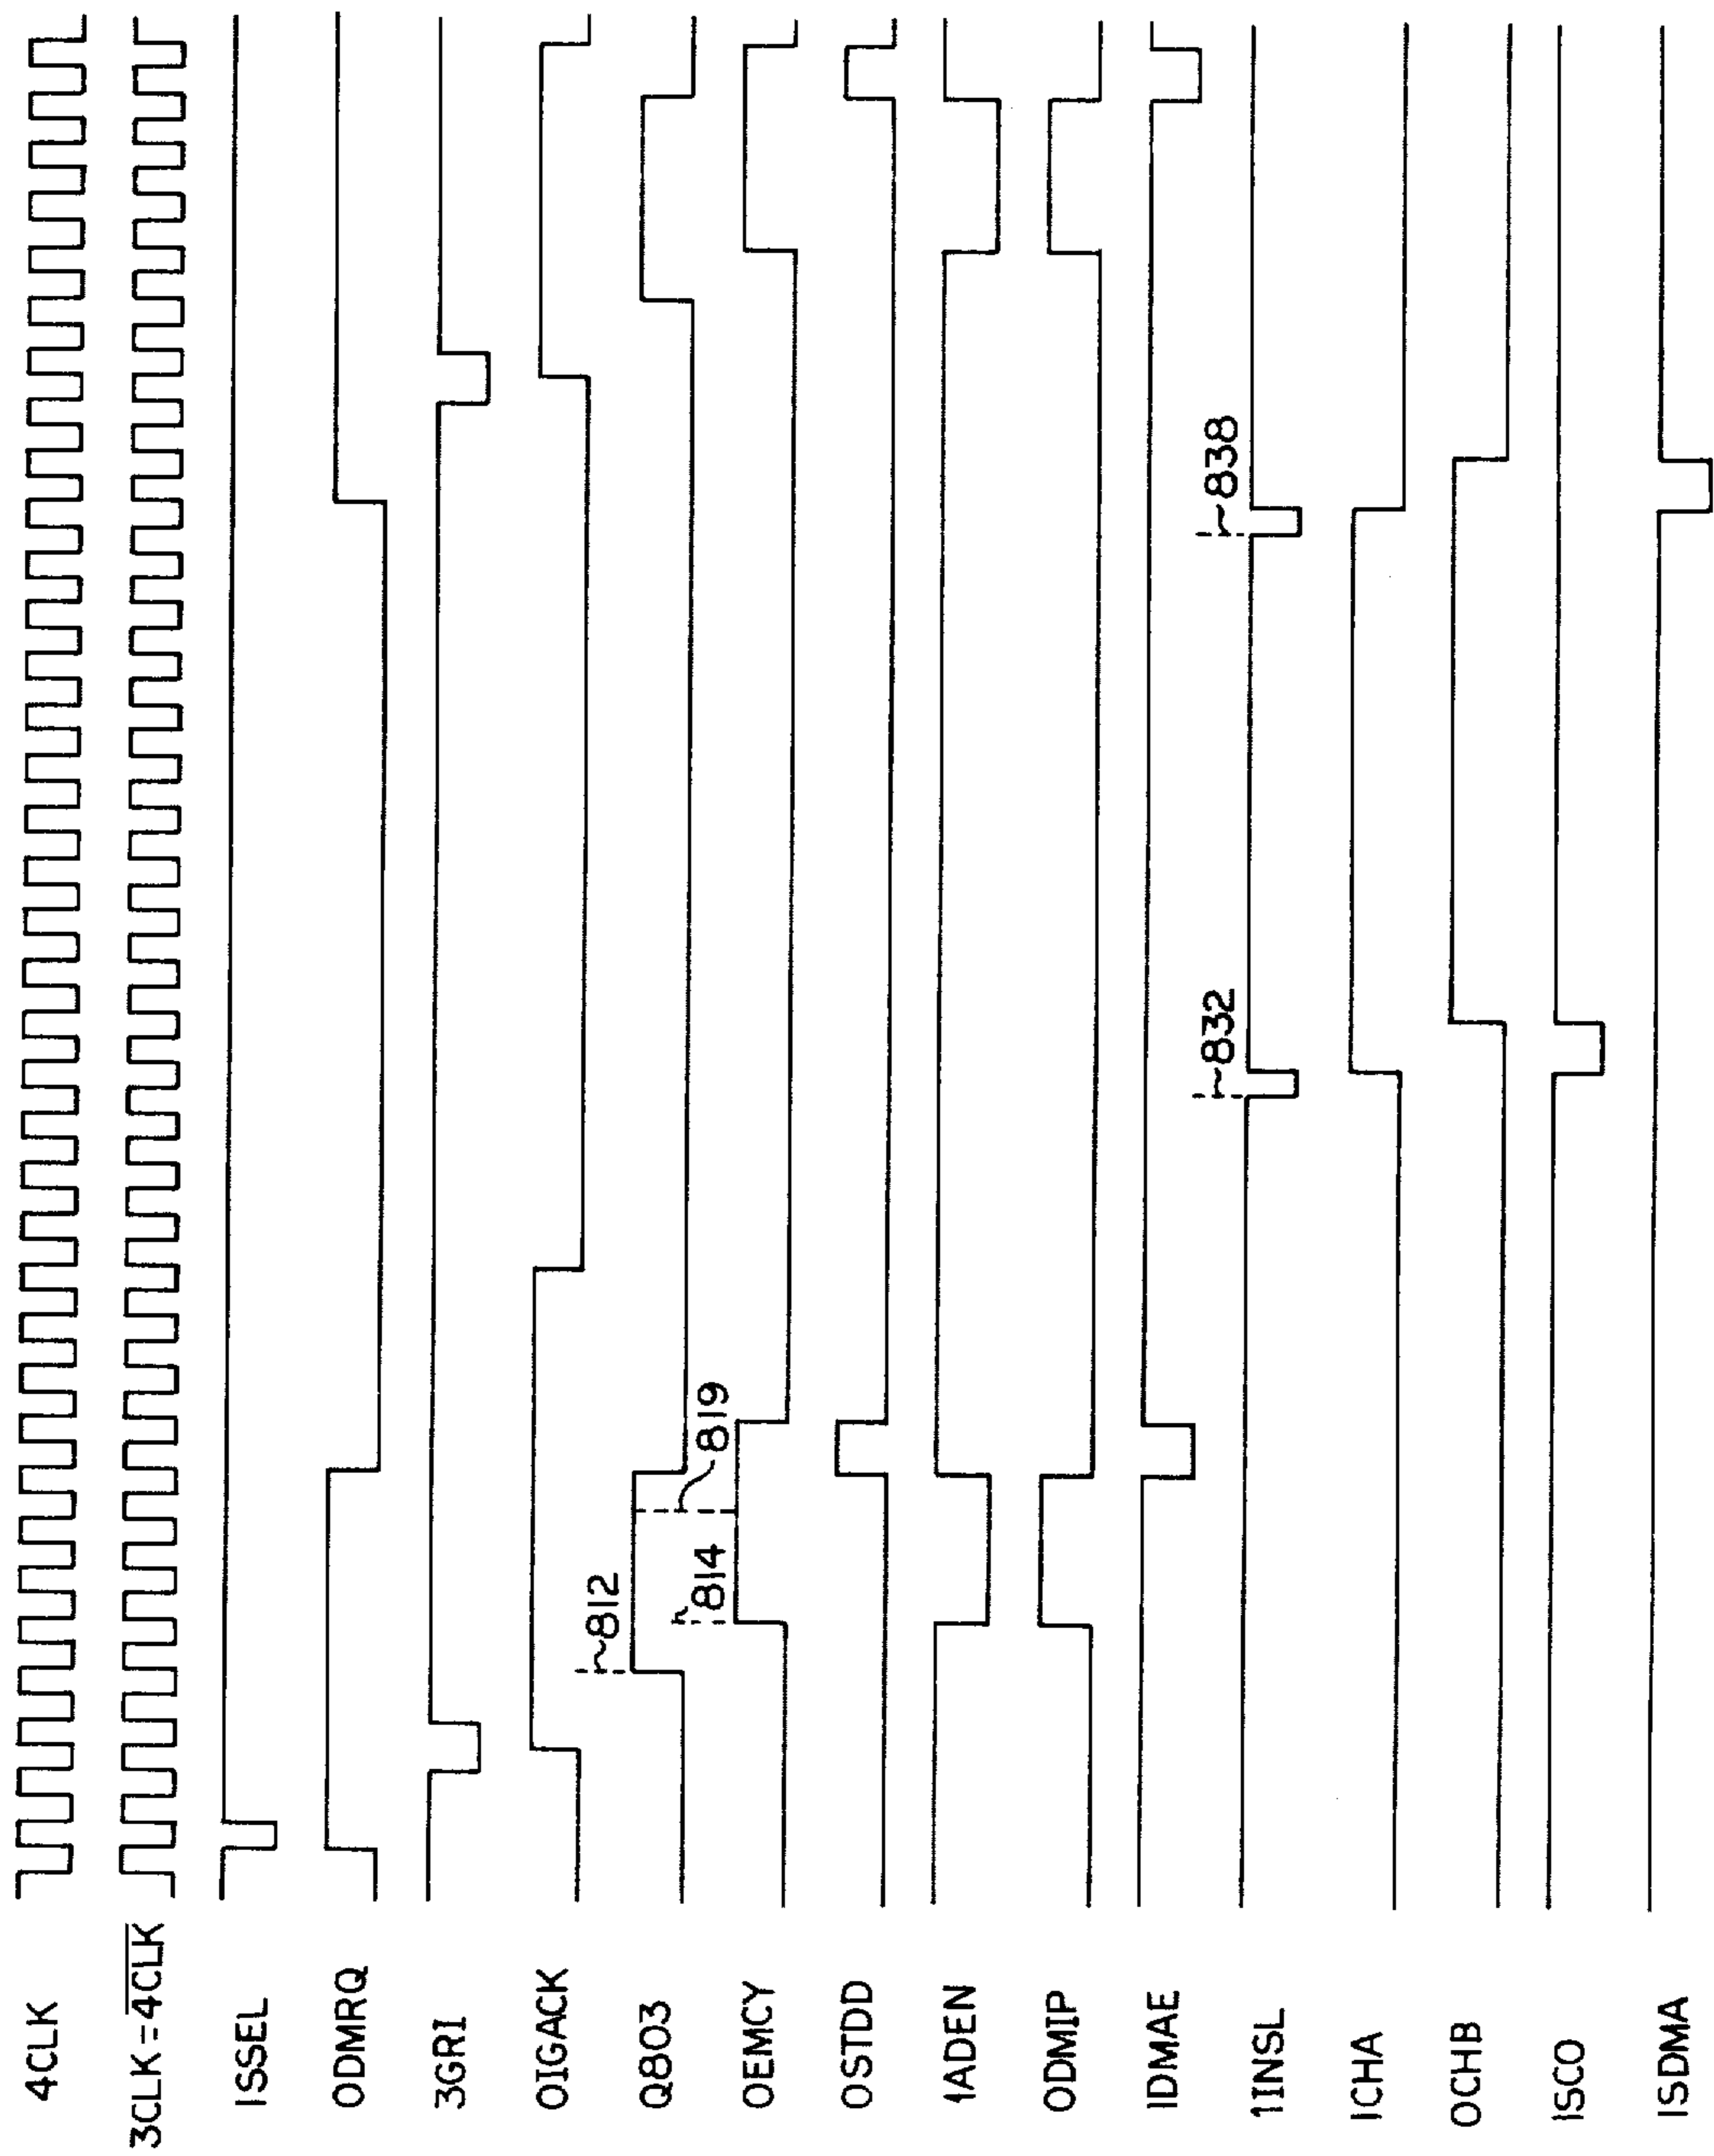 4CLK
3CLK = 4CLK
ISSEL
ODMRQ
3GRI
OIGACK
Q803
812
OEMCY
814
819
OSTDD
1ADEN
ODMIP
IDMAE
1INSL
832
838
ICHA
OCHB
ISCO
ISDMA